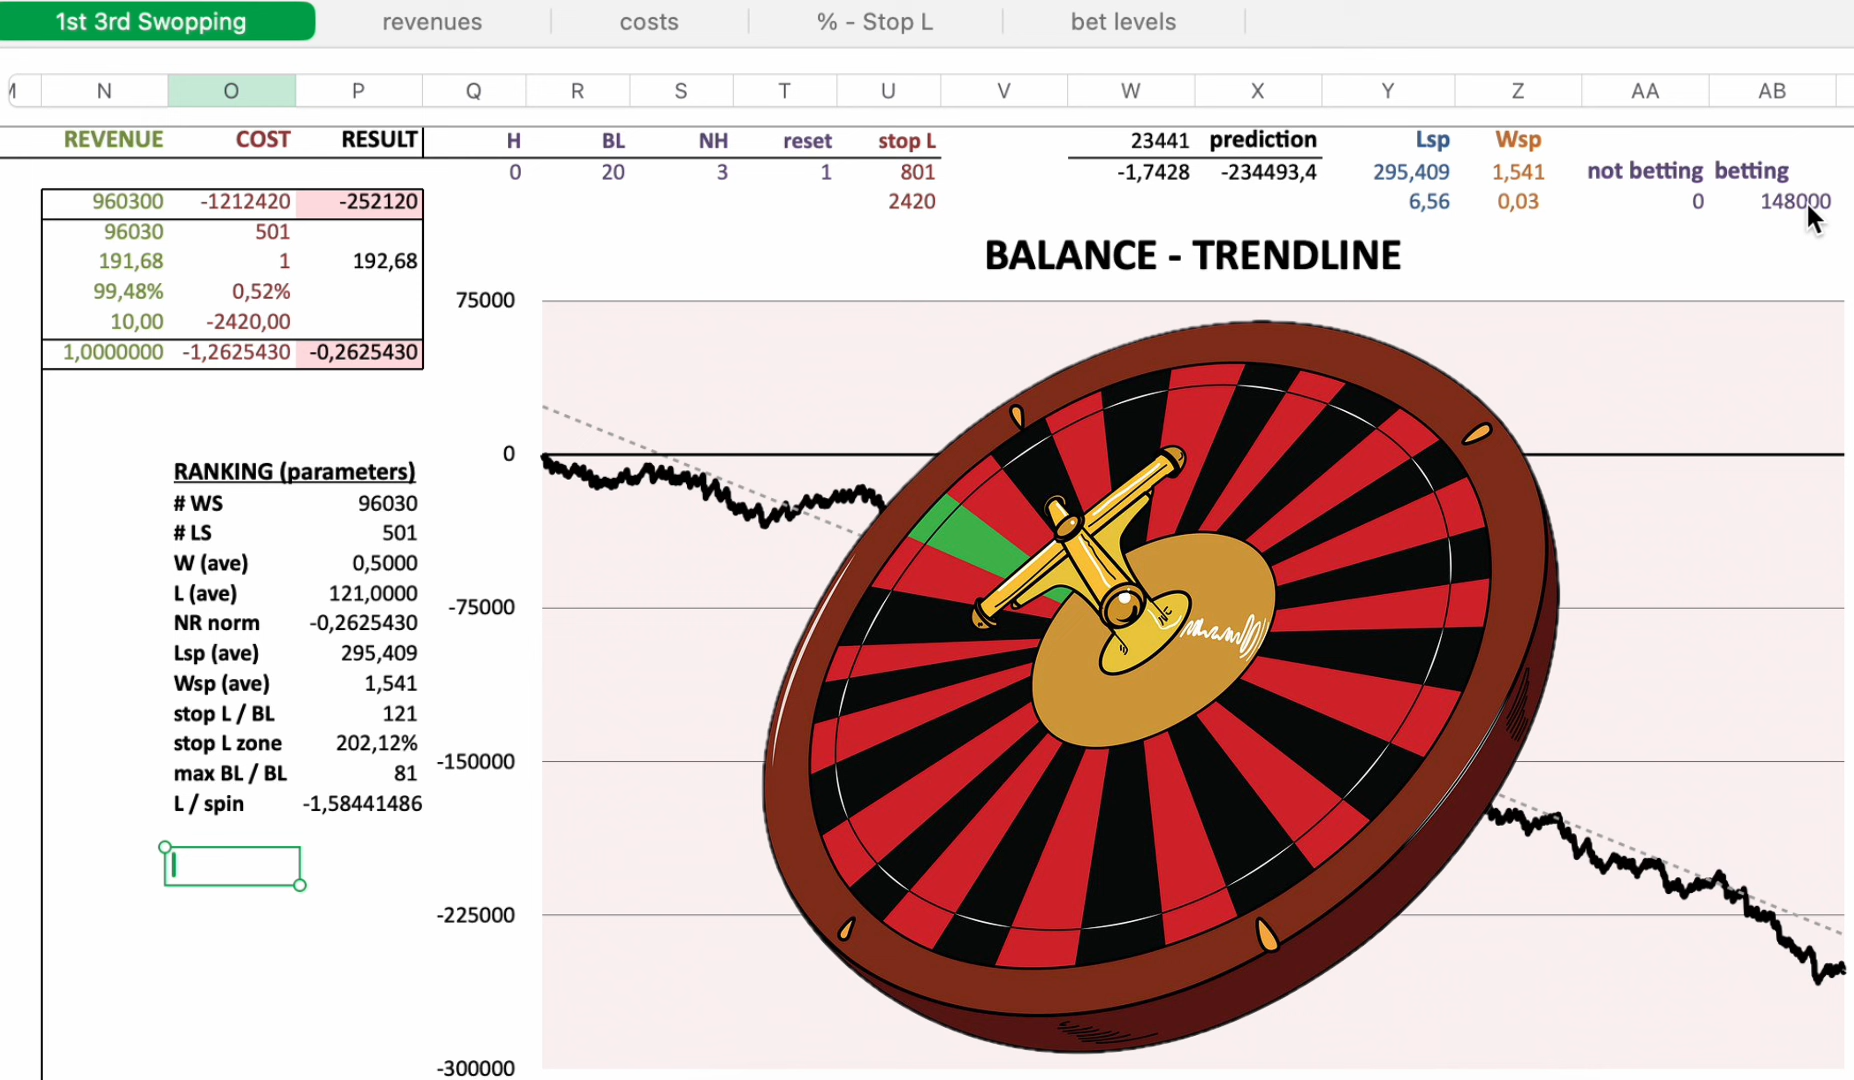 1st 3rd Swopping revenues costs % - Stop L bet levels
N O P Q R S T U V W X Y Z AA AB
REVENUE COST RESULT H BL NH reset stop L 23441 prediction Lsp Wsp
0 20 3 1 801 -1,7428 -234493,4 295,409 1,541 not betting betting
960300 -1212420 -252120 2420 6,56 0,03 0 148000
96030 501
191,68 1 192,68
99,48% 0,52%
10,00 -2420,00
1,0000000 -1,2625430 -0,2625430
BALANCE - TRENDLINE
75000
0
-75000
-150000
-225000
-300000
RANKING (parameters)
# WS 96030
# LS 501
W (ave) 0,5000
L (ave) 121,0000
NR norm -0,2625430
Lsp (ave) 295,409
Wsp (ave) 1,541
stop L / BL 121
stop L zone 202,12%
max BL / BL 81
L / spin -1,58441486